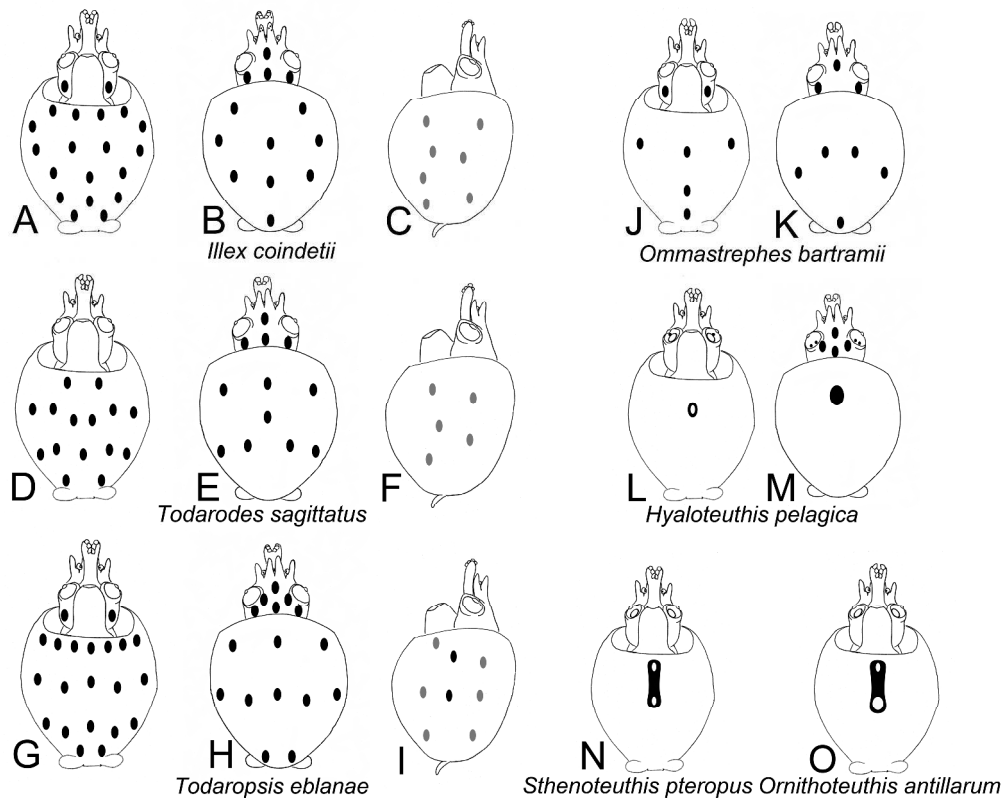 A B C J K
Illex coindetii
Ommastrephes bartramii
D E F L M
Todarodes sagittatus
Hyaloteuthis pelagica
G H I N O
Todaropsis eblanae
Sthenoteuthis pteropus
Ornithoteuthis antillarum